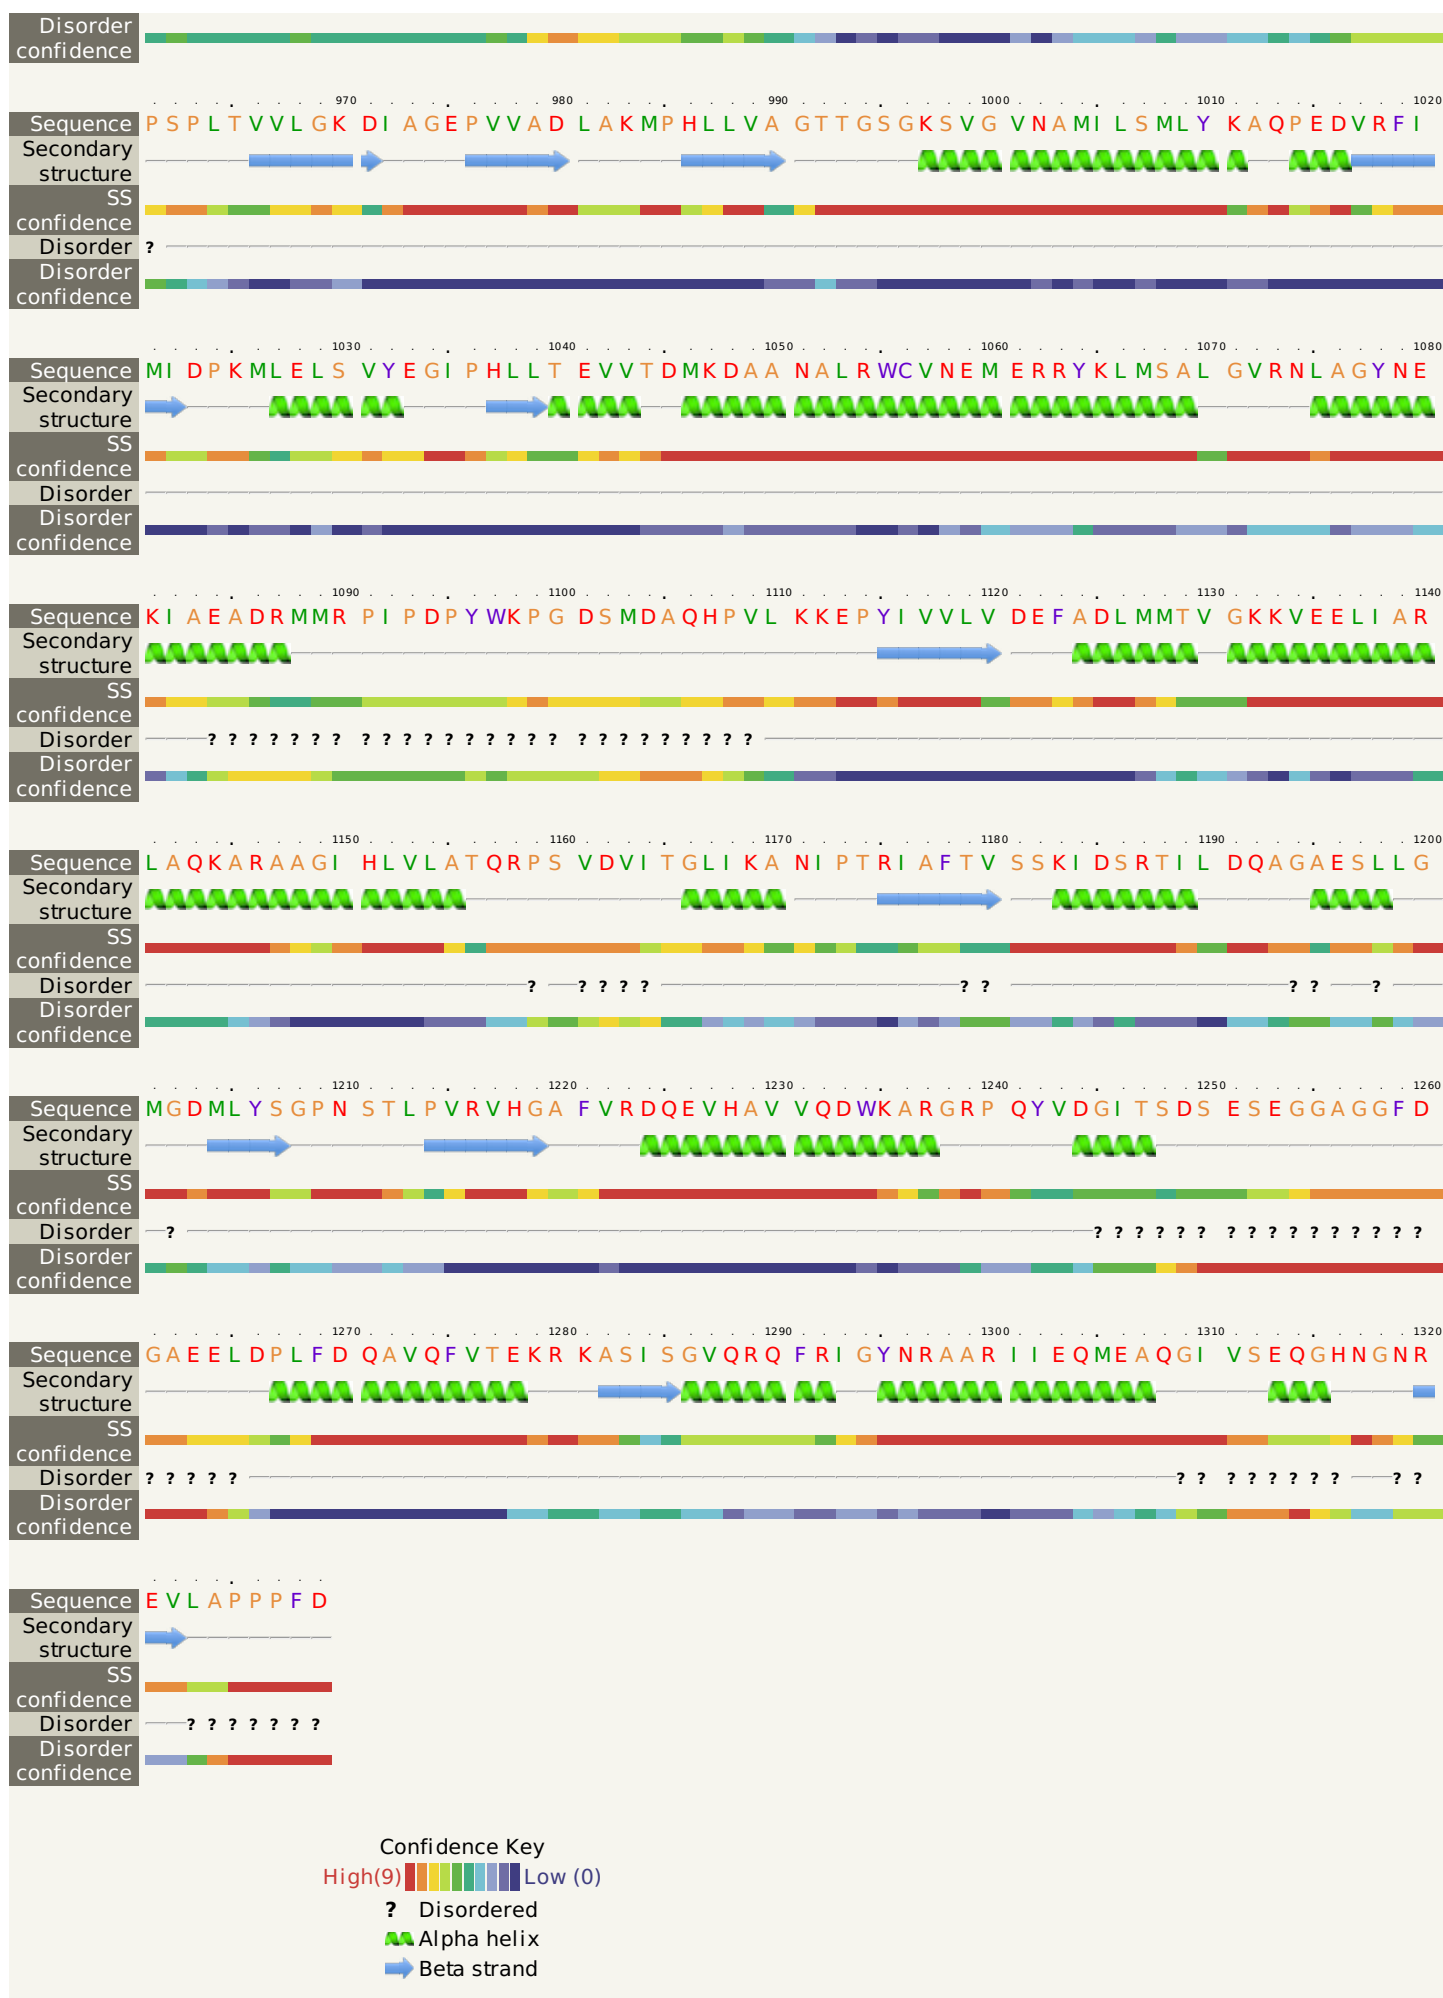 Disorder
confidence
. . . . . . . . . 970 . . . . . . . . . 980 . . . . . . . . . 990 . . . . . . . . . 1000 . . . . . . . . . 1010 . . . . . . . . . 1020
Sequence PSPLTVVLGK DIAGEPVVAD LAKMPHLLVA GTTGSGKSVG VNAMILSMLY KAQPEDVRFI
Secondary
structure
SS
confidence
Disorder ?
Disorder
confidence
. . . . . . . . . 1030 . . . . . . . . . 1040 . . . . . . . . . 1050 . . . . . . . . . 1060 . . . . . . . . . 1070 . . . . . . . . . 1080
Sequence MIDPKMLELS VYEGIPHLLT EVVTDMKDAA NALRWCVNEM ERRYKLMSAL GVRNLAGYNE
Secondary
structure
SS
confidence
Disorder
Disorder
confidence
. . . . . . . . . 1090 . . . . . . . . . 1100 . . . . . . . . . 1110 . . . . . . . . . 1120 . . . . . . . . . 1130 . . . . . . . . . 1140
Sequence KIAEADRMMR PIPDPYWKPG DSMDAQHPVL KKEPYIVVLV DEFADLMMTV GKKVEELIAR
Secondary
structure
SS
confidence
Disorder ? ? ? ? ? ? ? ? ? ? ? ? ? ? ? ? ? ? ? ? ? ? ? ? ? ?
Disorder
confidence
. . . . . . . . . 1150 . . . . . . . . . 1160 . . . . . . . . . 1170 . . . . . . . . . 1180 . . . . . . . . . 1190 . . . . . . . . . 1200
Sequence LAQKARAAGI HLVLATQRPS VDVITGLIKA NIPTRIAFTV SSKIDSRTIL DQAGAESLLG
Secondary
structure
SS
confidence
Disorder ? ? ? ? ? ? ? ? ? ?
Disorder
confidence
. . . . . . . . . 1210 . . . . . . . . . 1220 . . . . . . . . . 1230 . . . . . . . . . 1240 . . . . . . . . . 1250 . . . . . . . . . 1260
Sequence MGDMLYSGPN STLPVRVHGA FVRDQEVHAV VQDWKARGRP QYVDGITSDS ESEGGAGGFD
Secondary
structure
SS
confidence
Disorder ? ? ? ? ? ? ? ? ? ? ? ? ? ? ? ? ?
Disorder
confidence
. . . . . . . . . 1270 . . . . . . . . . 1280 . . . . . . . . . 1290 . . . . . . . . . 1300 . . . . . . . . . 1310 . . . . . . . . . 1320
Sequence GAEELDPLFD QAVQFVTEKR KASISGVQRQ FRIGYNRAAR IIEQMEAQGI VSEQGHNGNR
Secondary
structure
SS
confidence
Disorder ? ? ? ? ? ? ? ? ? ? ? ? ? ? ?
Disorder
confidence
. . . . . . . . .
Sequence EVLAPPPFD
Secondary
structure
SS
confidence
Disorder ? ? ? ? ? ? ?
Disorder
confidence
Confidence Key
High(9) Low (0)
? Disordered
Alpha helix
Beta strand